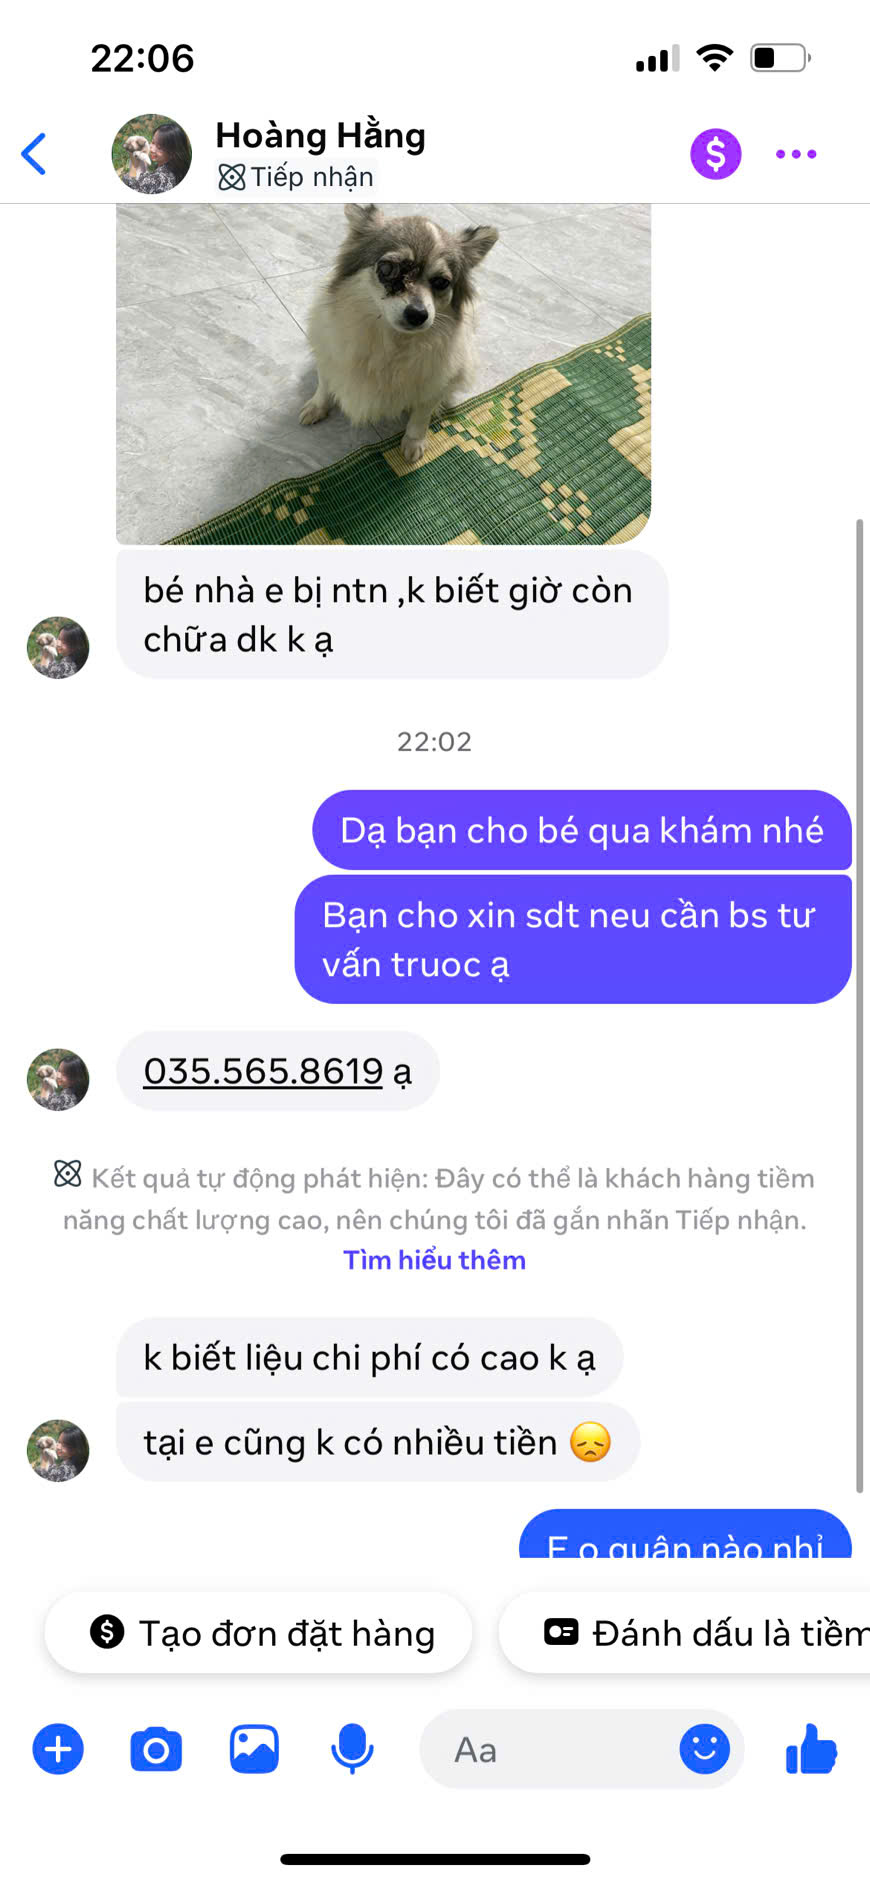 22:06
Hoàng Hằng
Tiếp nhận
bé nhà e bị ntn ,k biết giờ còn
chữa dk k ạ
22:02
Dạ bạn cho bé qua khám nhé
Bạn cho xin sdt neu cần bs tư
vấn truoc ạ
035.565.8619 ạ
Kết quả tự động phát hiện: Đây có thể là khách hàng tiềm
năng chất lượng cao, nên chúng tôi đã gắn nhãn Tiếp nhận.
Tìm hiểu thêm
k biết liệu chi phí có cao k ạ
tại e cũng k có nhiều tiền 😞
E o quân nào nhỉ
Tạo đơn đặt hàng
Đánh dấu là tiềm
Aa